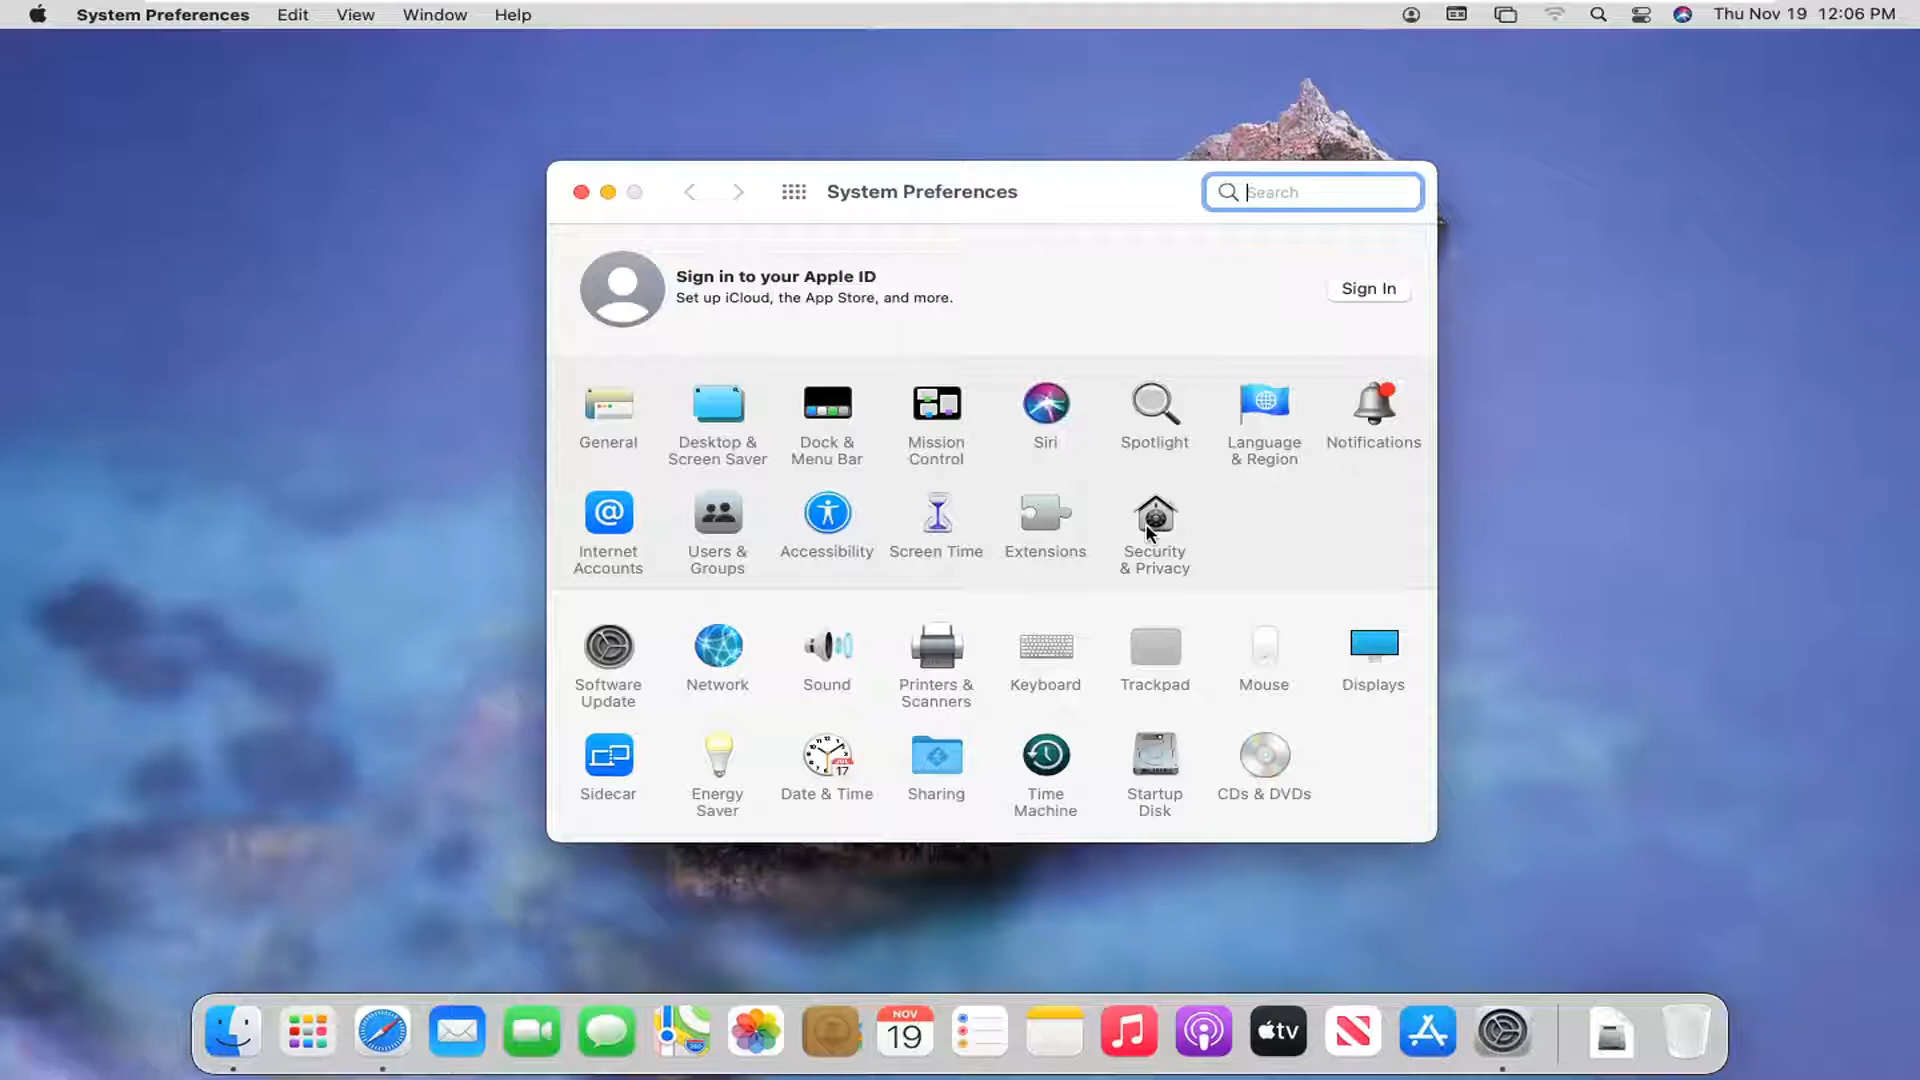 System Preferences Edit View Window Help Thu Nov 19 12:06 PM
System Preferences
Search
Sign in to your Apple ID
Set up iCloud, the App Store, and more.
Sign In
General
Desktop &
Screen Saver
Dock &
Menu Bar
Mission
Control
Siri
Spotlight
Language
& Region
Notifications
Internet
Accounts
Users &
Groups
Accessibility
Screen Time
Extensions
Security
& Privacy
Software
Update
Network
Sound
Printers &
Scanners
Keyboard
Trackpad
Mouse
Displays
Sidecar
Energy
Saver
Date & Time
Sharing
Time
Machine
Startup
Disk
CDs & DVDs
NOV
19
tv